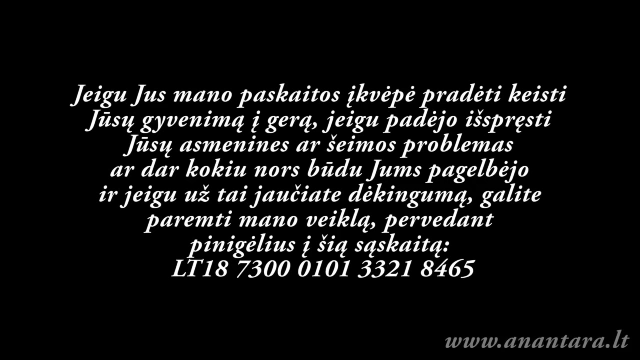 Jeigu Jus mano paskaitos įkvėpė pradėti keisti
Jūsų gyvenimą į gerą, jeigu padėjo išspręsti
Jūsų asmenines ar šeimos problemas
ar dar kokiu nors būdu Jums pagelbėjo
ir jeigu už tai jaučiate dėkingumą, galite
paremti mano veiklą, pervedant
pinigėlius į šią sąskaitą:
LT18 7300 0101 3321 8465
www.anantara.lt